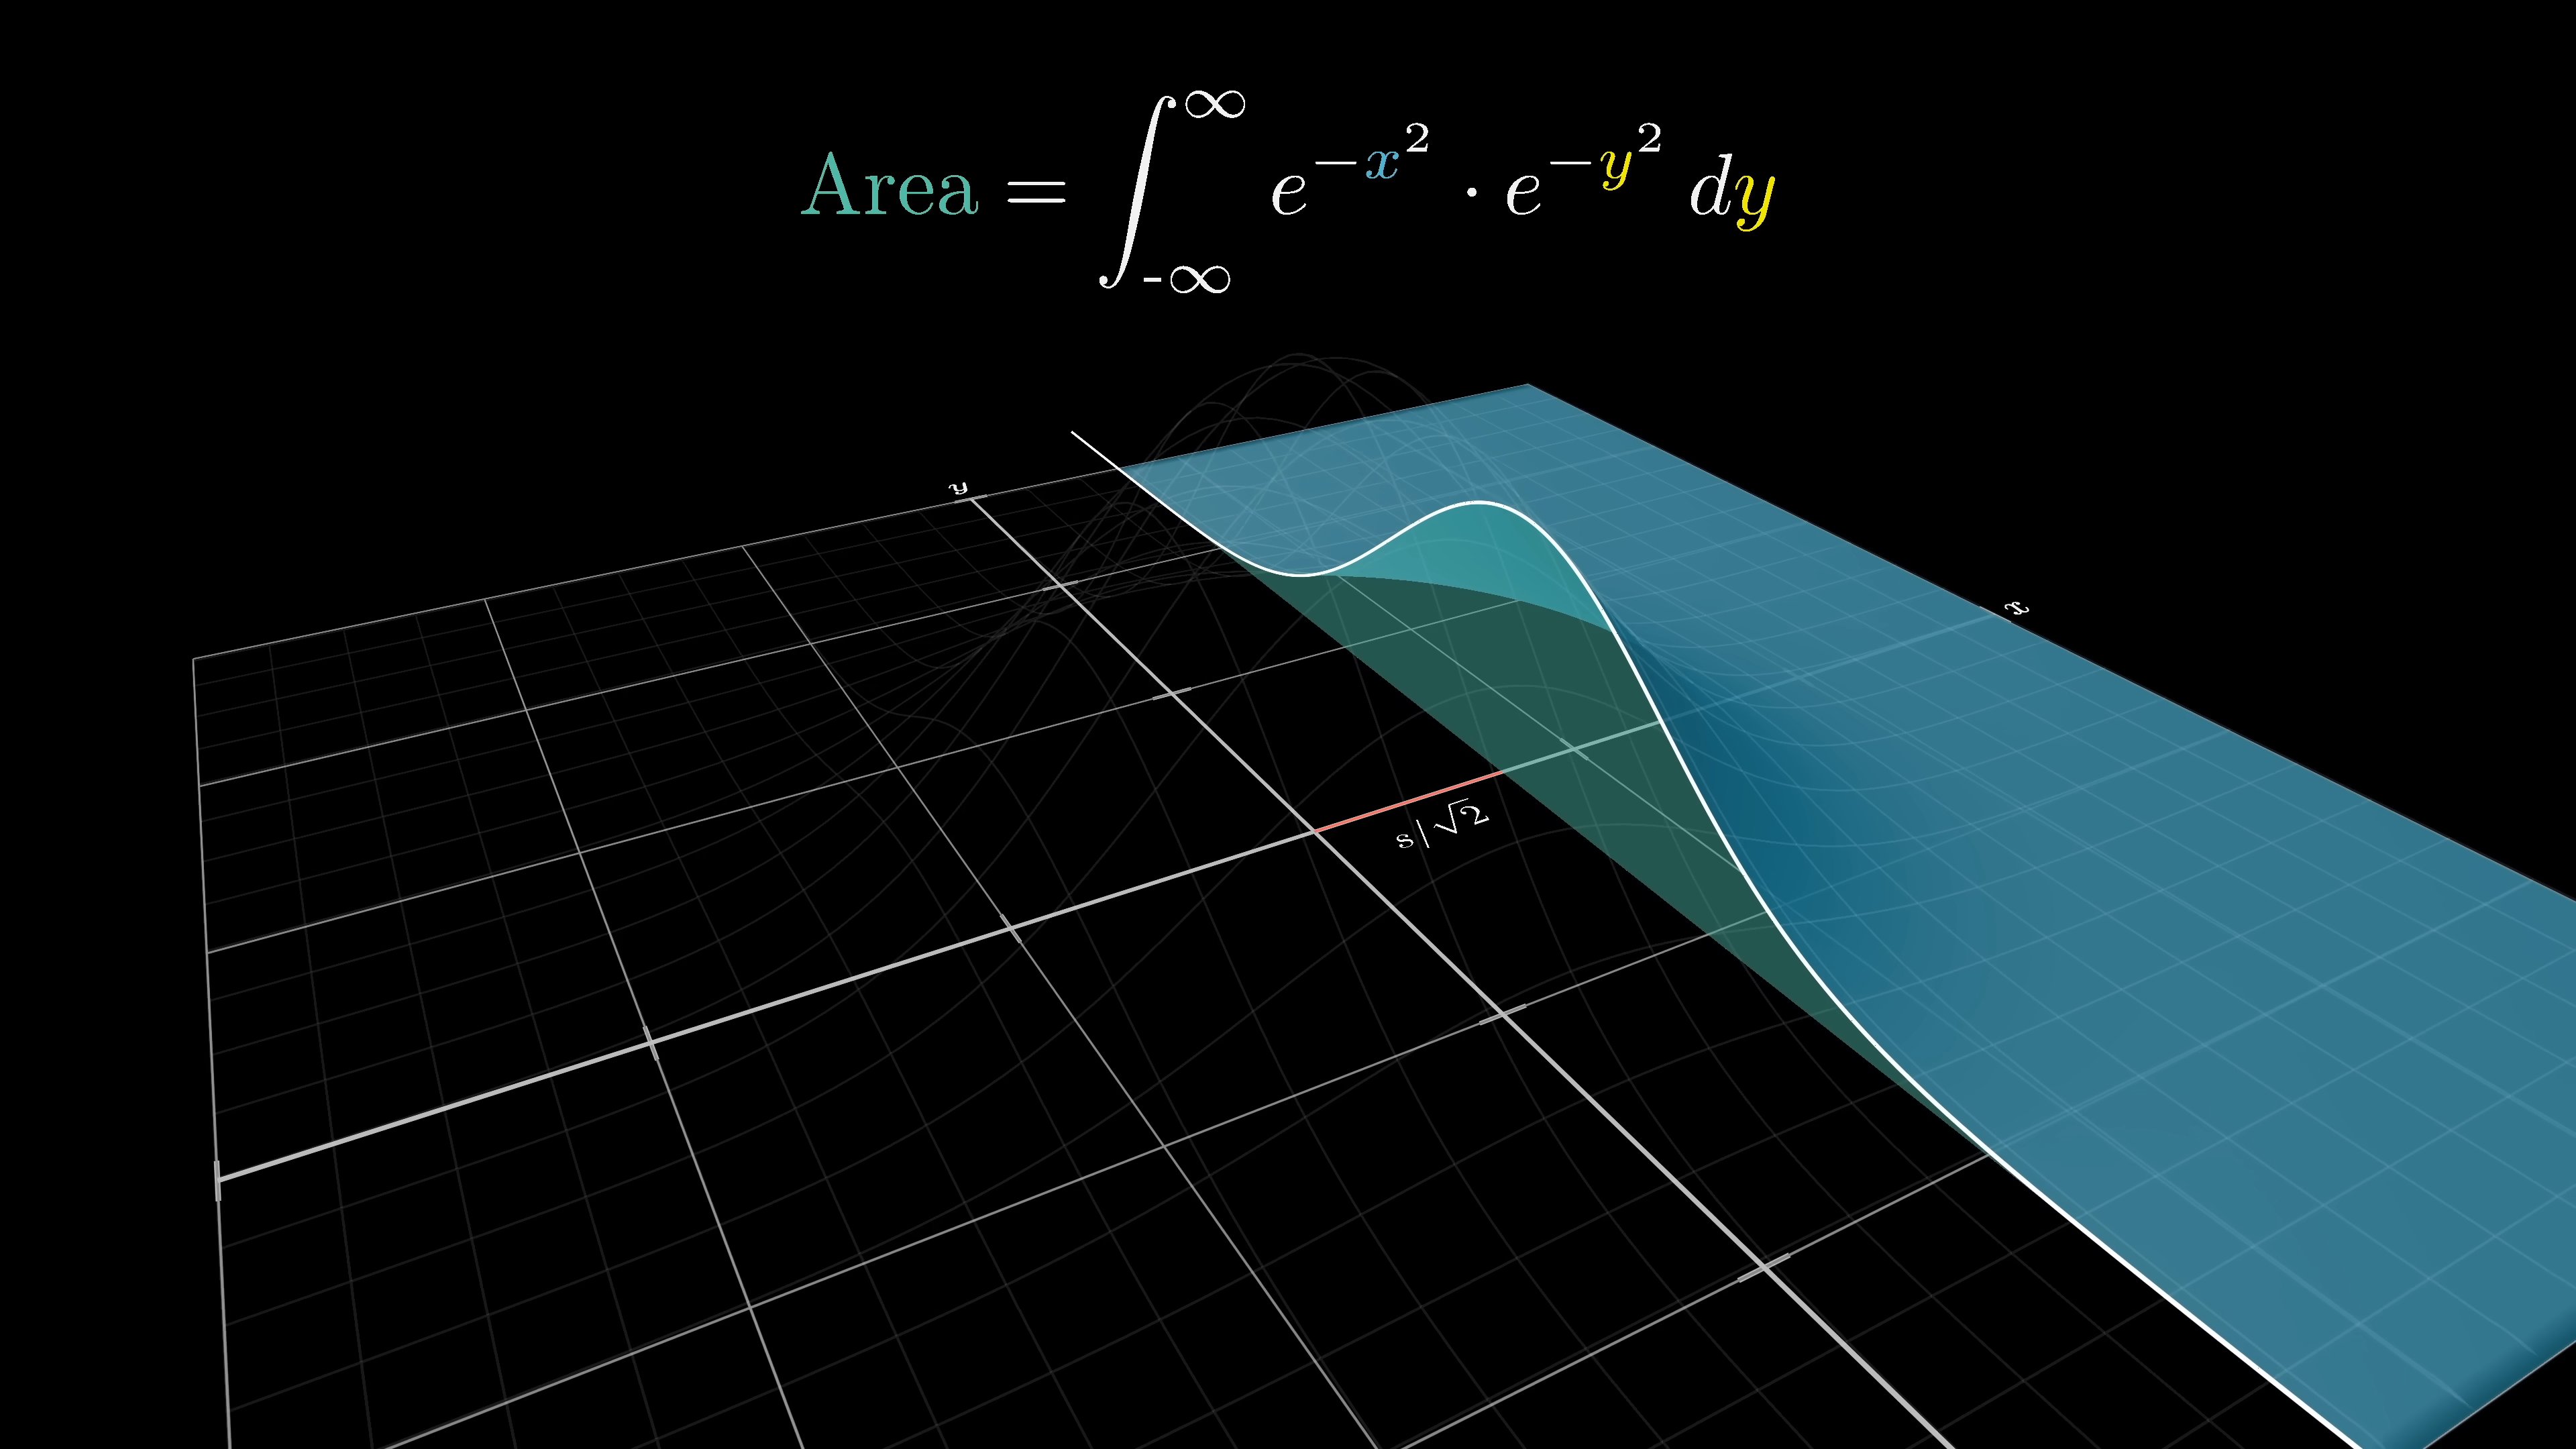 Area = ∫_{-∞}^{∞} e^{-x^2} · e^{-y^2} dy
y
x
s/√2